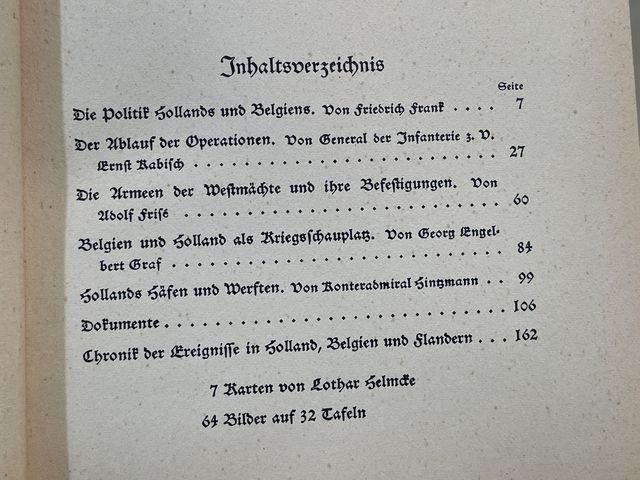 Inhaltsverzeichnis
Seite
Die Politik Hollands und Belgiens. Von Friedrich Frank . . . . 7
Der Ablauf der Operationen. Von General der Infanterie z. V.
Ernst Kabisch . . . . . . . . . . . . . . . . . . . . . . . . . 27
Die Armeen der Westmächte und ihre Befestigungen. Von
Adolf Frisé . . . . . . . . . . . . . . . . . . . . . . . . . 60
Belgien und Holland als Kriegsschauplatz. Von Georg Engel-
bert Graf . . . . . . . . . . . . . . . . . . . . . . . . . . 84
Hollands Häfen und Werften. Von Konteradmiral Hintzmann . . 99
Dokumente . . . . . . . . . . . . . . . . . . . . . . . . . . 106
Chronik der Ereignisse in Holland, Belgien und Flandern . . . 162
7 Karten von Lothar Helmcke
64 Bilder auf 32 Tafeln